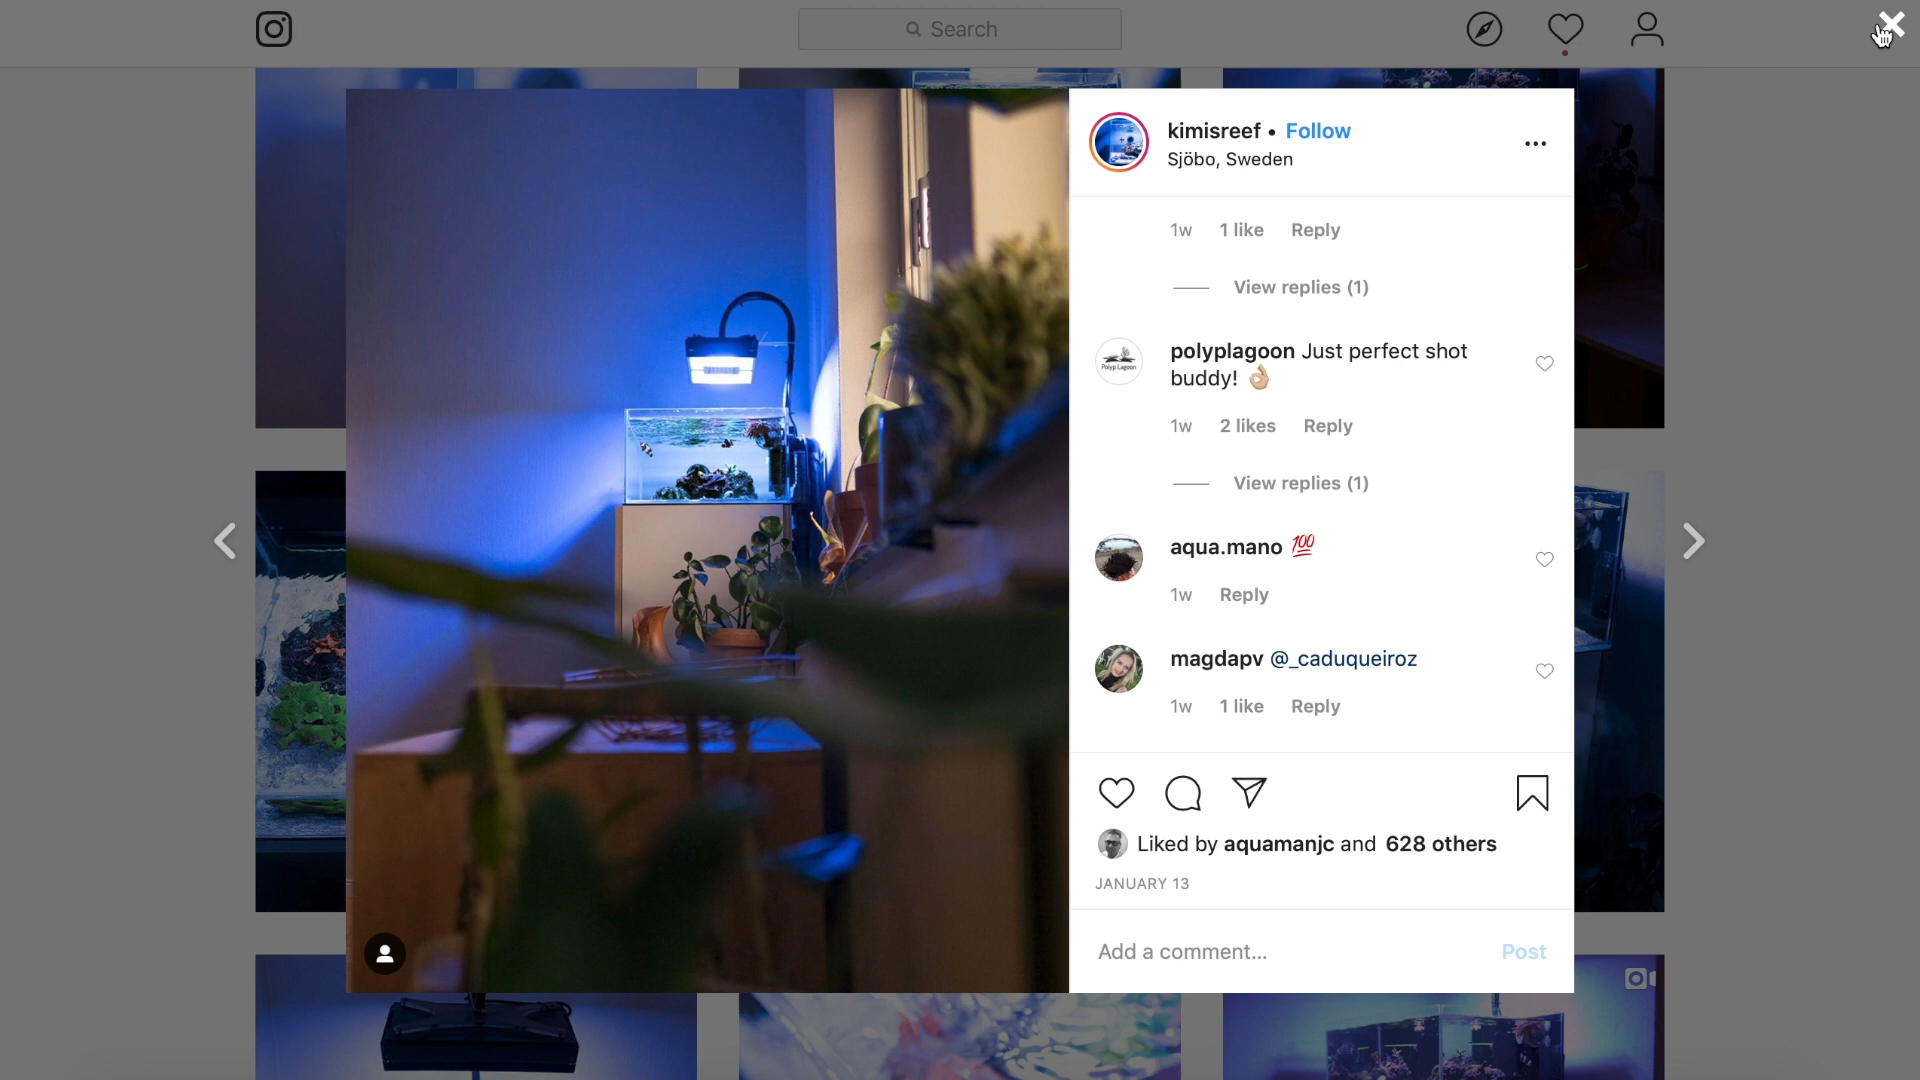 Search
kimisreef • Follow
Sjöbo, Sweden
1w 1 like Reply
View replies (1)
polyplagoon Just perfect shot
buddy! 👌🏼
1w 2 likes Reply
View replies (1)
aqua.mano 💯
1w Reply
magdapv @_caduqueiroz
1w 1 like Reply
Liked by aquamanjc and 628 others
JANUARY 13
Add a comment... Post
Polyp Lagoon